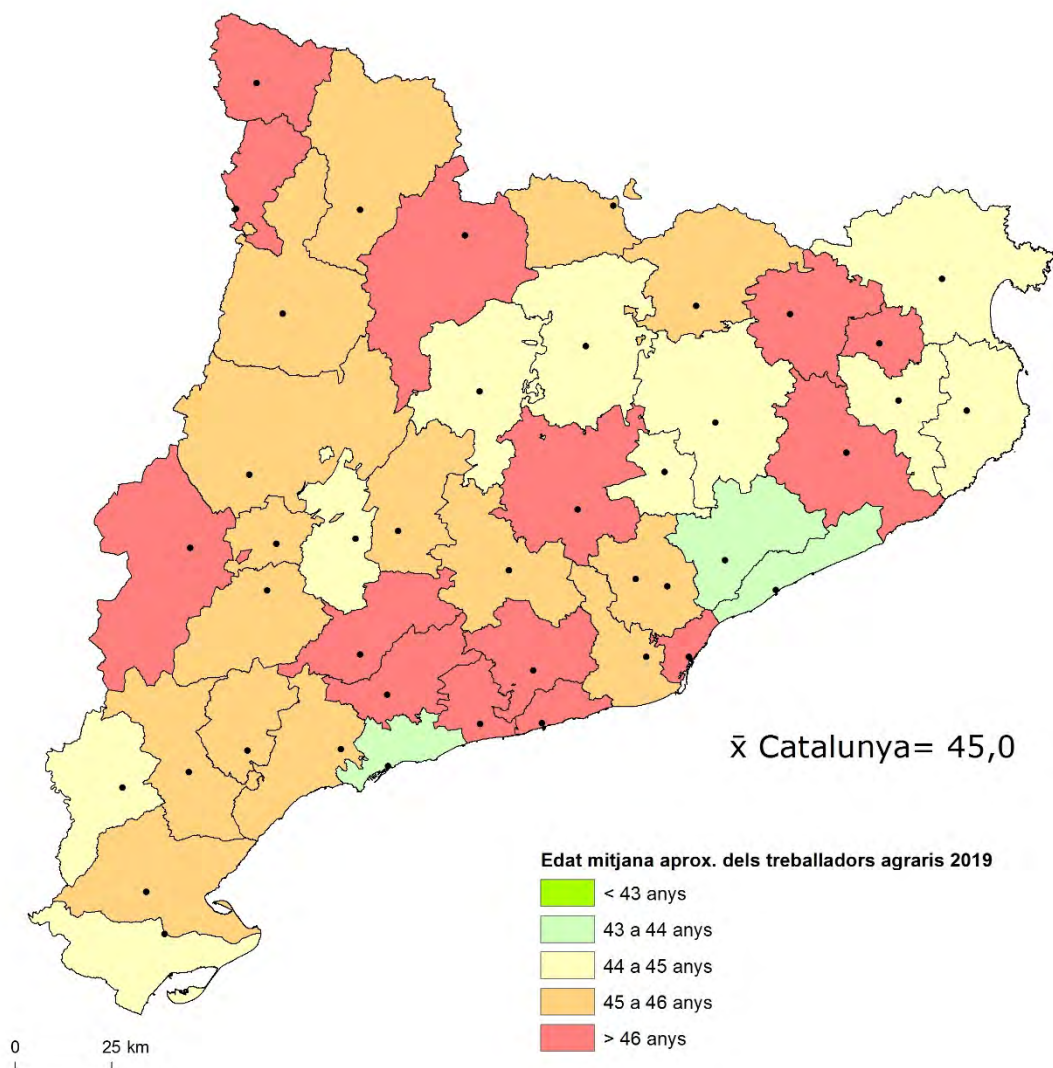 x̄ Catalunya= 45,0
Edat mitjana aprox. dels treballadors agraris 2019
< 43 anys
43 a 44 anys
44 a 45 anys
45 a 46 anys
> 46 anys
0 25 km